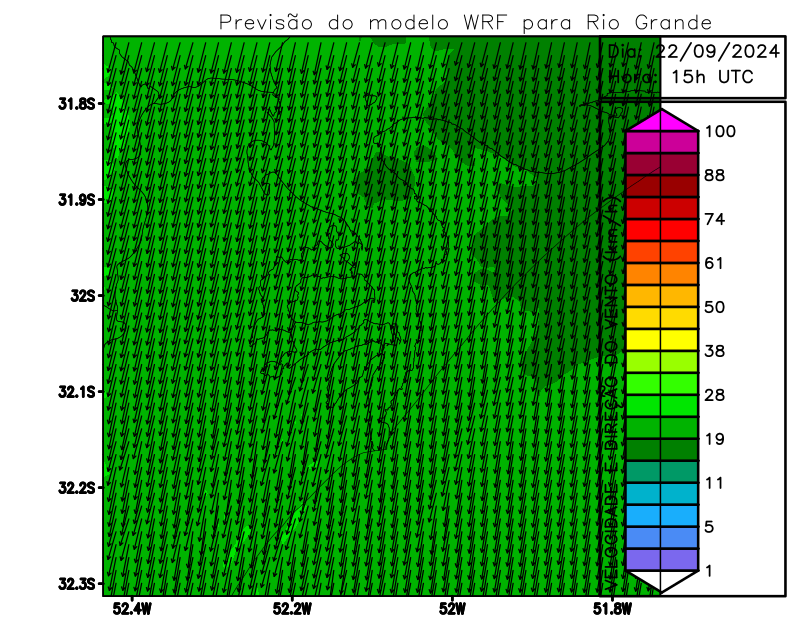 Previsão do modelo WRF para Rio Grande
Dia: 22/09/2024
Hora: 15h UTC
31.8S
31.9S
32S
32.1S
32.2S
32.3S
52.4W
52.2W
52W
51.8W
VELOCIDADE E DIREÇÃO DO VENTO (km/h)
100
88
74
61
50
38
28
19
11
5
1